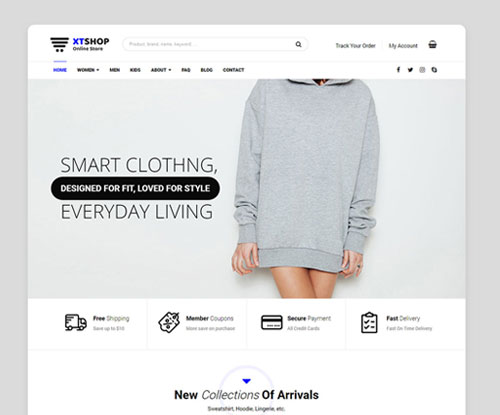 XTSHOP
Online Store
Product, brand, name, keyword, ...
Track Your Order
My Account
HOME WOMEN MEN KIDS ABOUT FAQ BLOG CONTACT
SMART CLOTHNG,
DESIGNED FOR FIT, LOVED FOR STYLE
EVERYDAY LIVING
Free Shipping
Save up to $10
Member Coupons
More save on purchase
Secure Payment
All Credit Cards
Fast Delivery
Fast On Time Delivery
New Collections Of Arrivals
Sweatshirt, Hoodie, Lingerie, etc.